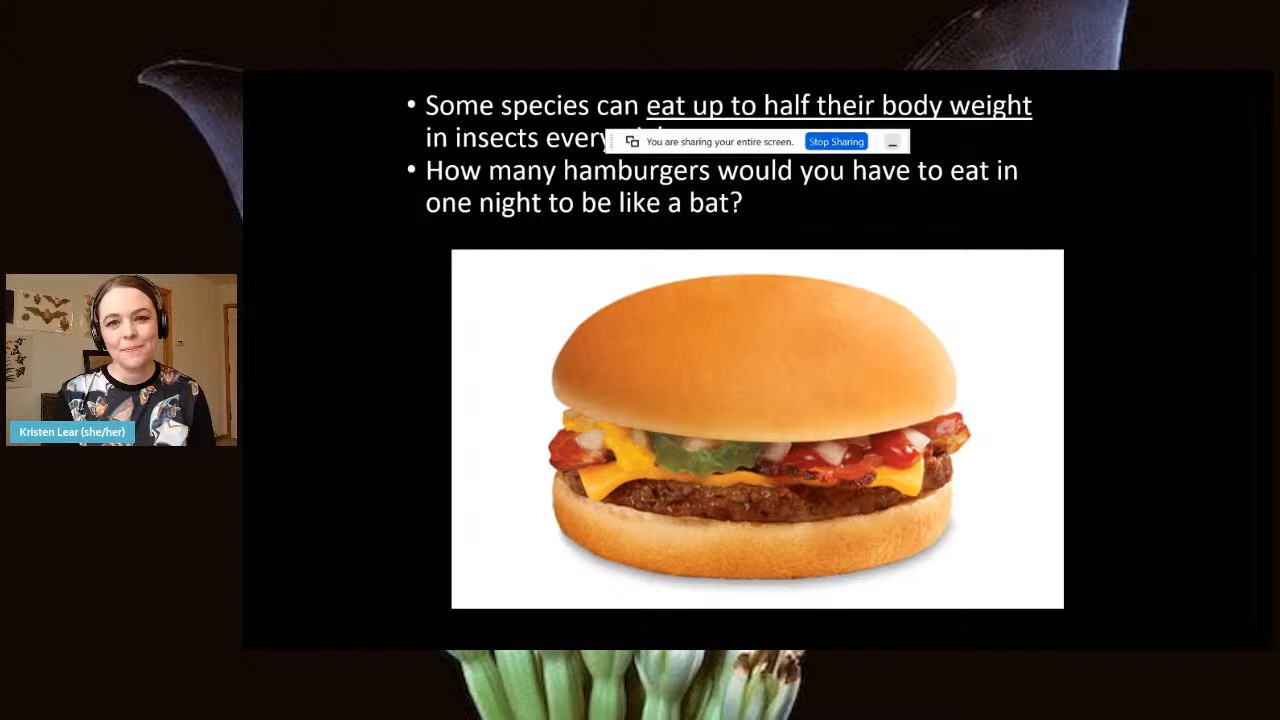 • Some species can eat up to half their body weight
in insects every
You are sharing your entire screen. Stop Sharing
• How many hamburgers would you have to eat in
one night to be like a bat?
Kristen Lear (she/her)